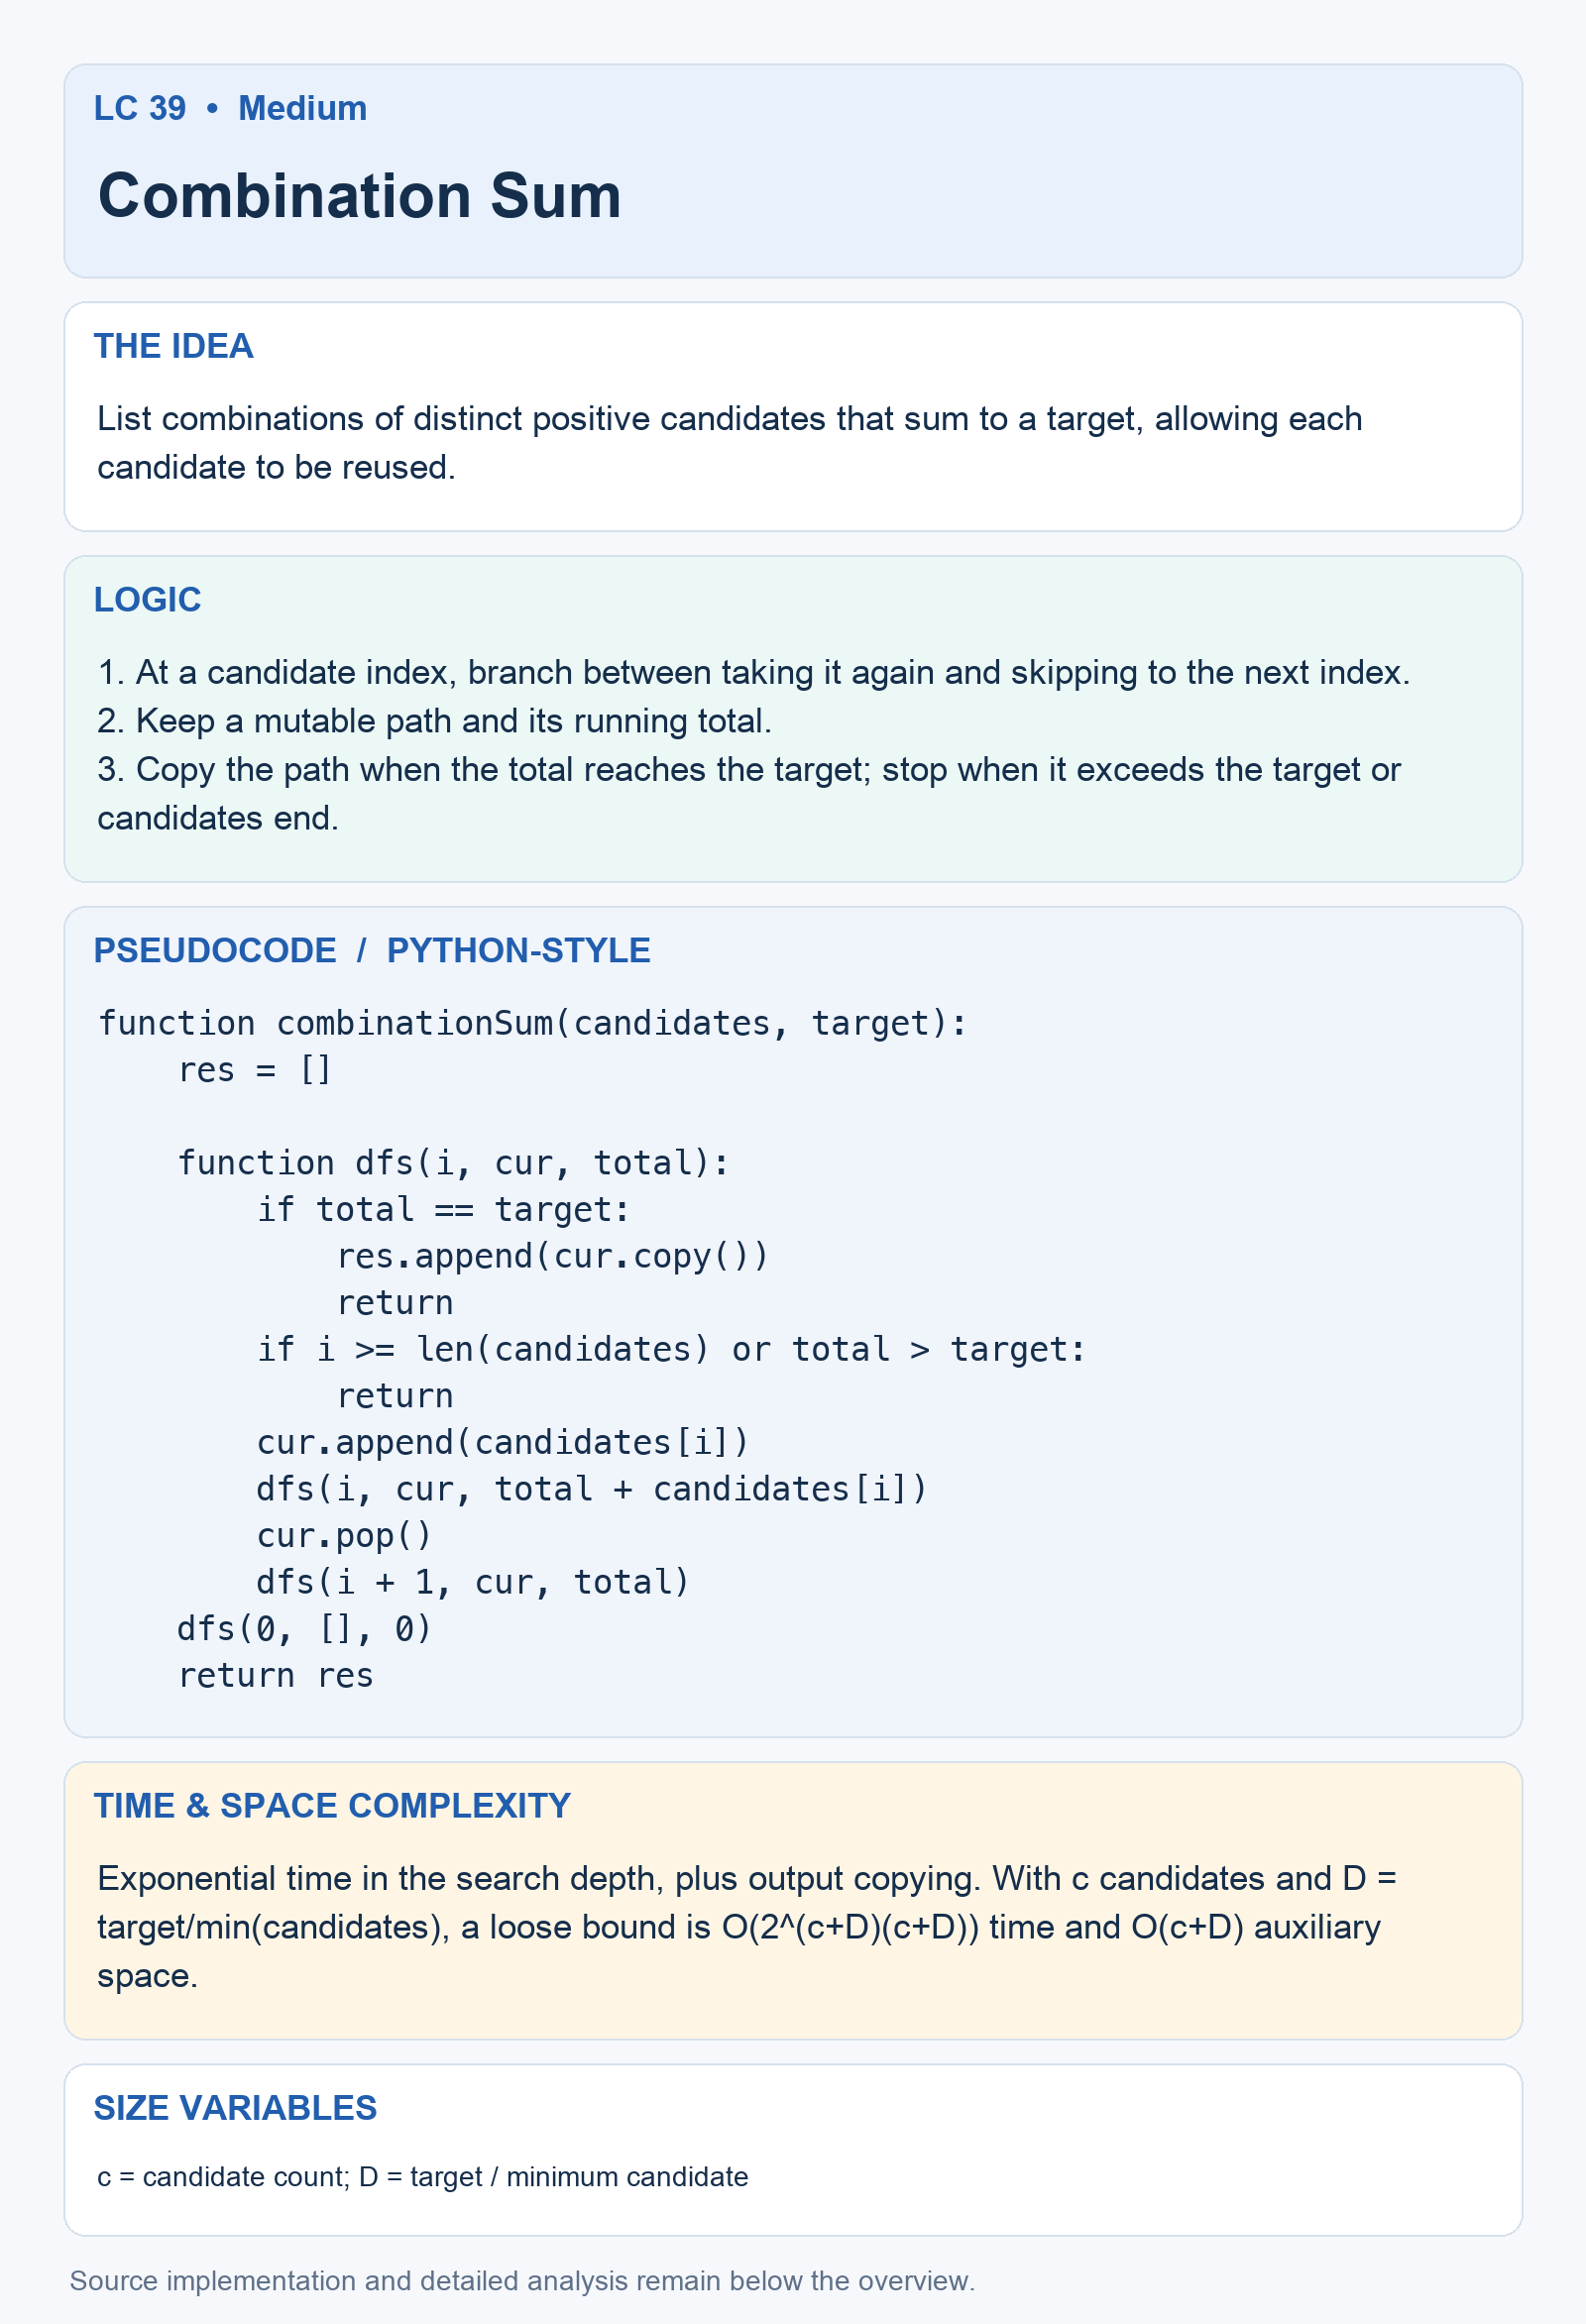 LC 39 • Medium
Combination Sum
THE IDEA
List combinations of distinct positive candidates that sum to a target, allowing each
candidate to be reused.
LOGIC
1. At a candidate index, branch between taking it again and skipping to the next index.
2. Keep a mutable path and its running total.
3. Copy the path when the total reaches the target; stop when it exceeds the target or
candidates end.
PSEUDOCODE / PYTHON-STYLE
function combinationSum(candidates, target):
    res = []

    function dfs(i, cur, total):
        if total == target:
            res.append(cur.copy())
            return
        if i >= len(candidates) or total > target:
            return
        cur.append(candidates[i])
        dfs(i, cur, total + candidates[i])
        cur.pop()
        dfs(i + 1, cur, total)
    dfs(0, [], 0)
    return res
TIME & SPACE COMPLEXITY
Exponential time in the search depth, plus output copying. With c candidates and D =
target/min(candidates), a loose bound is O(2^(c+D)(c+D)) time and O(c+D) auxiliary
space.
SIZE VARIABLES
c = candidate count; D = target / minimum candidate
Source implementation and detailed analysis remain below the overview.